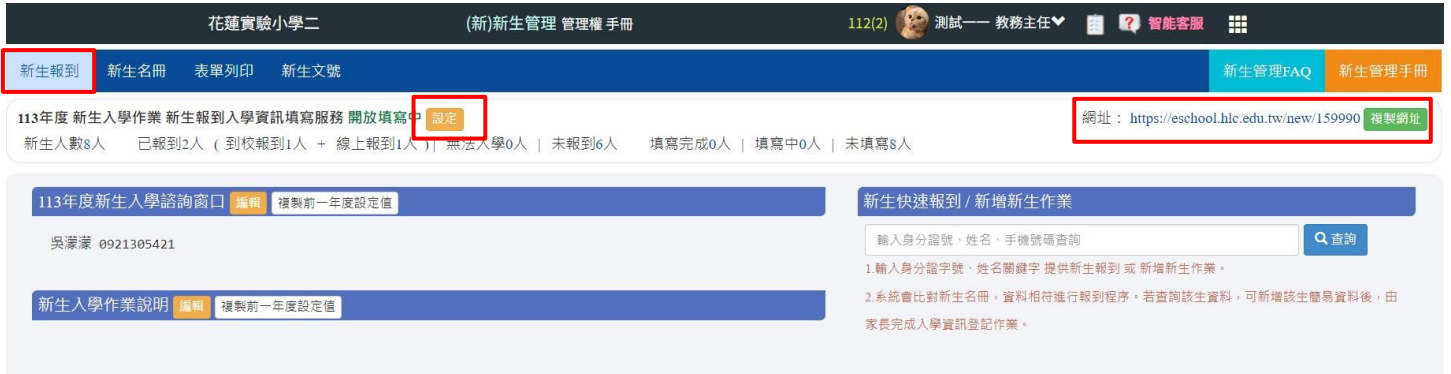 花蓮實驗小學二 (新)新生管理 管理權 手冊 112(2) 測試一一 教務主任 智能客服
新生報到 新生名冊 表單列印 新生文號 新生管理FAQ 新生管理手冊
113年度 新生入學作業 新生報到入學資訊填寫服務 開放填寫中 設定 網址： https://eschool.hlc.edu.tw/new/159990 複製網址
新生人數8人 已報到2人 ( 到校報到1人 + 線上報到1人 )| 無法入學0人 | 未報到6人 填寫完成0人 | 填寫中0人 | 未填寫8人
113年度新生入學諮詢窗口 編輯 複製前一年度設定值
吳濛濛 0921305421
新生入學作業說明 編輯 複製前一年度設定值
新生快速報到 / 新增新生作業
輸入身分證號、姓名、手機號碼查詢 查詢
1.輸入身分證字號、姓名關鍵字 提供新生報到 或 新增新生作業。
2.系統會比對新生名冊，資料相符進行報到程序。若查詢該生資料，可新增該生簡易資料後，由
家長完成入學資訊登記作業。